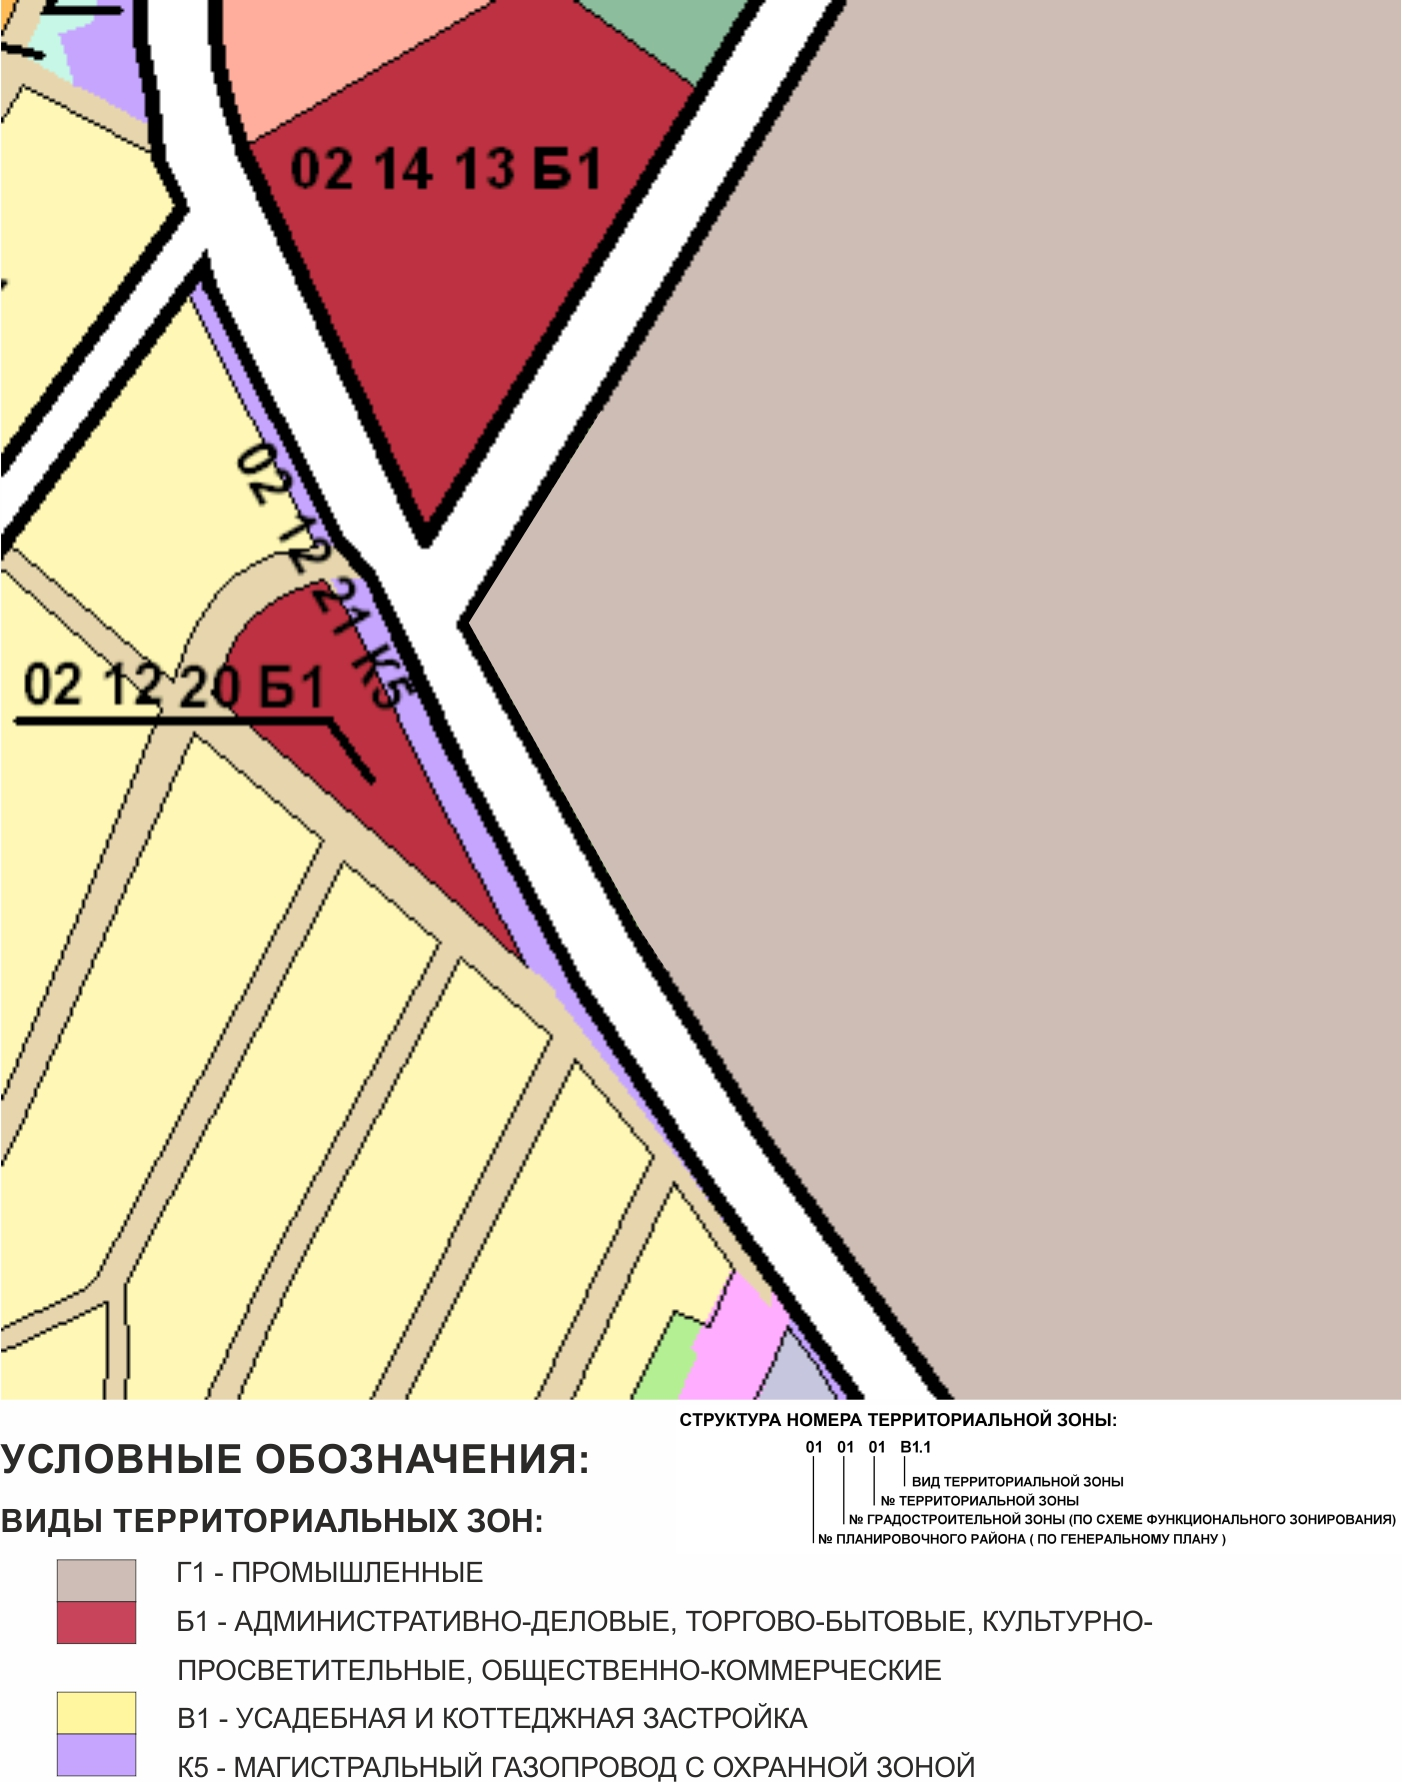 02 14 13 Б1
02 12 21 К5
02 12 20 Б1
СТРУКТУРА НОМЕРА ТЕРРИТОРИАЛЬНОЙ ЗОНЫ:
01 01 01 В1.1
ВИД ТЕРРИТОРИАЛЬНОЙ ЗОНЫ
№ ТЕРРИТОРИАЛЬНОЙ ЗОНЫ
№ ГРАДОСТРОИТЕЛЬНОЙ ЗОНЫ (ПО СХЕМЕ ФУНКЦИОНАЛЬНОГО ЗОНИРОВАНИЯ)
№ ПЛАНИРОВОЧНОГО РАЙОНА ( ПО ГЕНЕРАЛЬНОМУ ПЛАНУ )
УСЛОВНЫЕ ОБОЗНАЧЕНИЯ:
ВИДЫ ТЕРРИТОРИАЛЬНЫХ ЗОН:
Г1 - ПРОМЫШЛЕННЫЕ
Б1 - АДМИНИСТРАТИВНО-ДЕЛОВЫЕ, ТОРГОВО-БЫТОВЫЕ, КУЛЬТУРНО-
ПРОСВЕТИТЕЛЬНЫЕ, ОБЩЕСТВЕННО-КОММЕРЧЕСКИЕ
В1 - УСАДЕБНАЯ И КОТТЕДЖНАЯ ЗАСТРОЙКА
К5 - МАГИСТРАЛЬНЫЙ ГАЗОПРОВОД С ОХРАННОЙ ЗОНОЙ